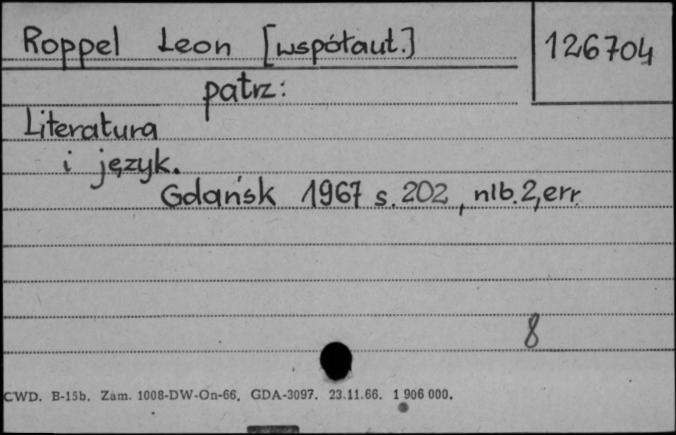 Roppel Leon [współaut.]
126704
patrz:
Literatura
i język.
Gdańsk 1967 s. 202, nlb. 2, err.
8
CWD. B-15b. Zam. 1008-DW-On-66. GDA-3097. 23.11.66. 1 906 000.